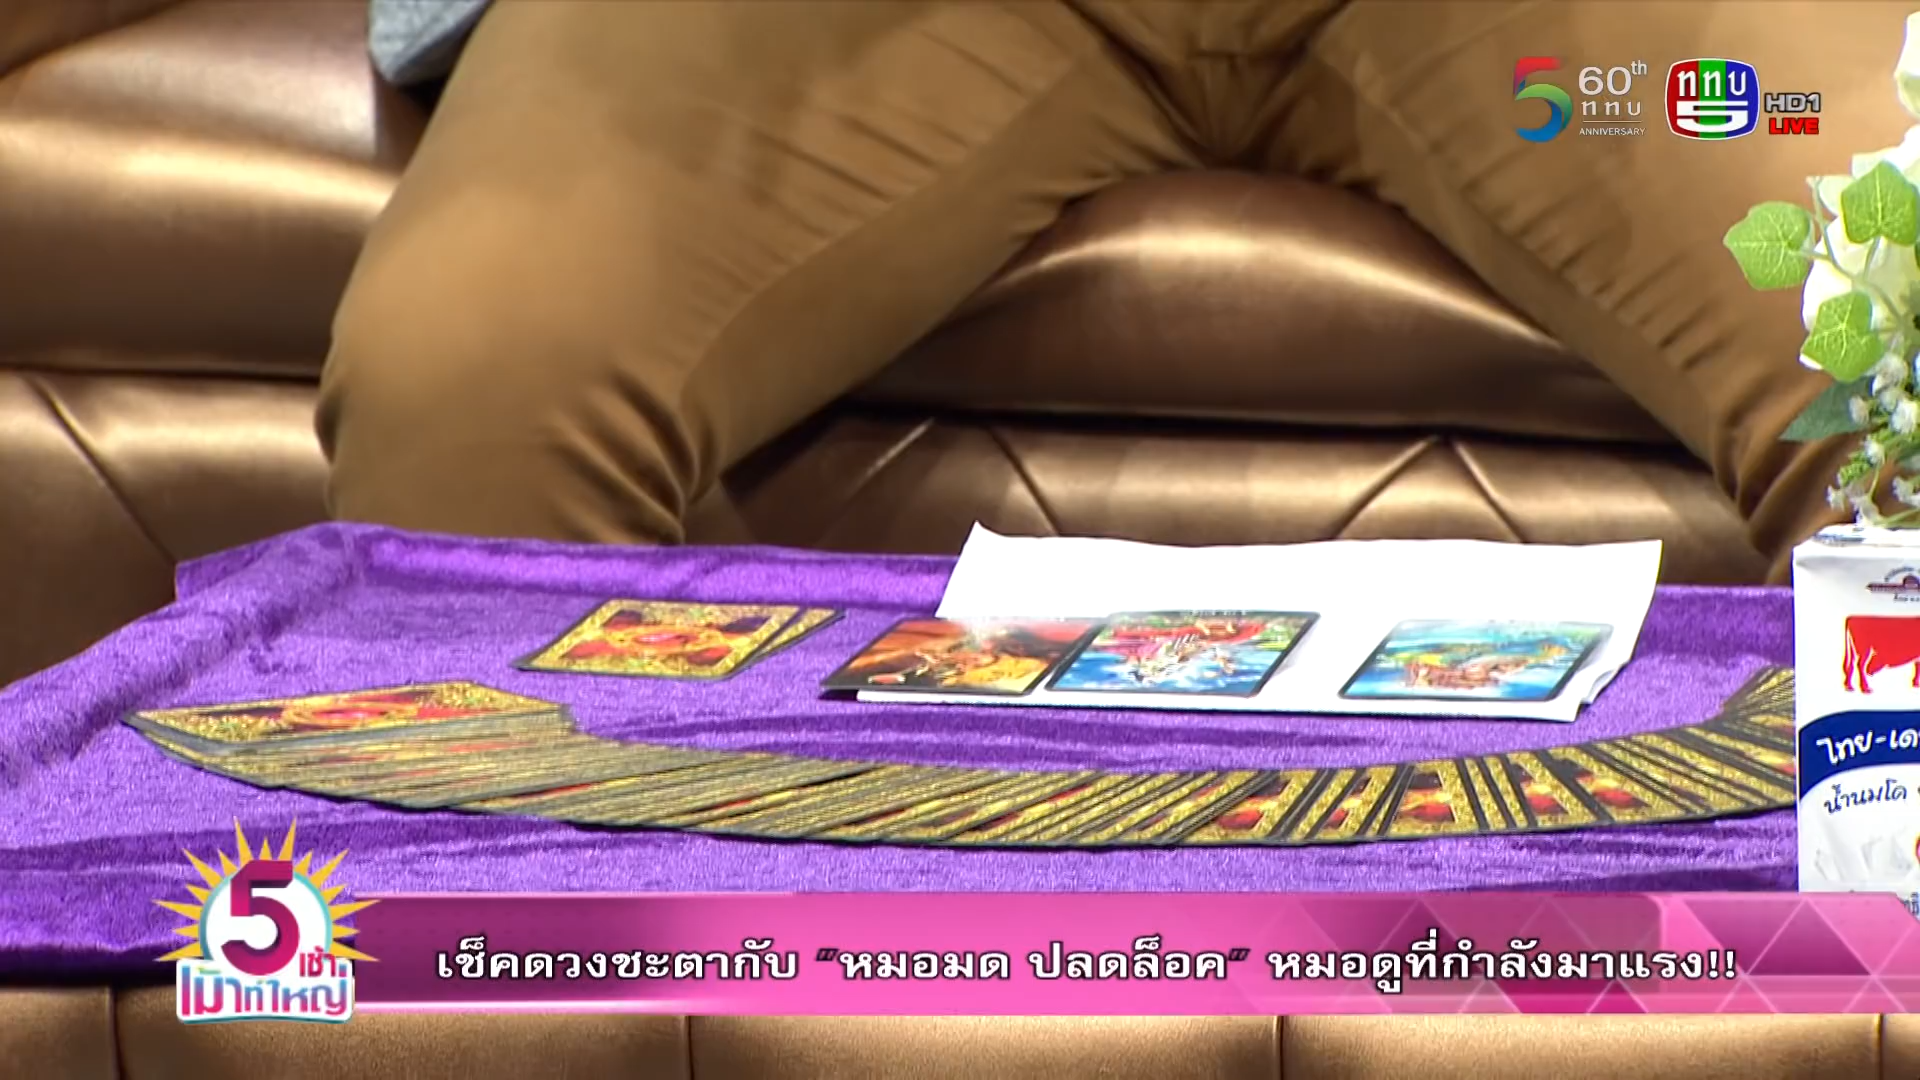 5 60th
ททบ
ANNIVERSARY
ททบ
5
HD1
LIVE
ไทย-เด
น้ำนมโค
5
เช้า
เม้าท์ใหญ่
เช็คดวงชะตากับ "หมอมด ปลดล็อค" หมอดูที่กำลังมาแรง!!